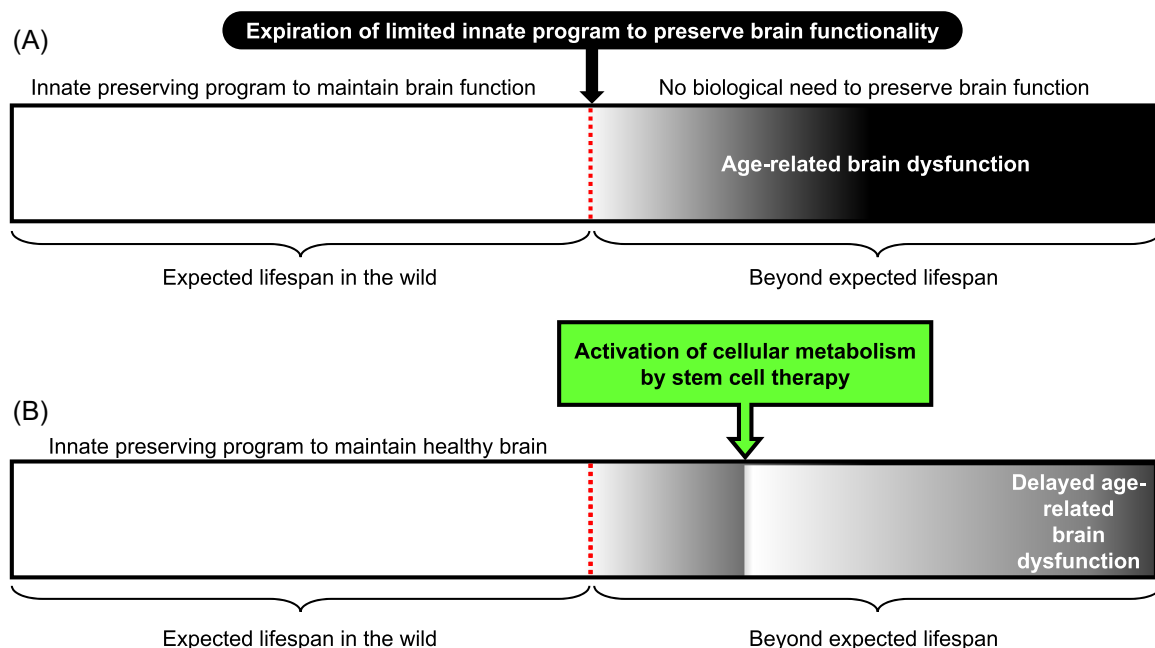 (A)
Expiration of limited innate program to preserve brain functionality
Innate preserving program to maintain brain function
No biological need to preserve brain function
Age-related brain dysfunction
Expected lifespan in the wild
Beyond expected lifespan
Activation of cellular metabolism
by stem cell therapy
(B)
Innate preserving program to maintain healthy brain
Delayed age-
related
brain
dysfunction
Expected lifespan in the wild
Beyond expected lifespan